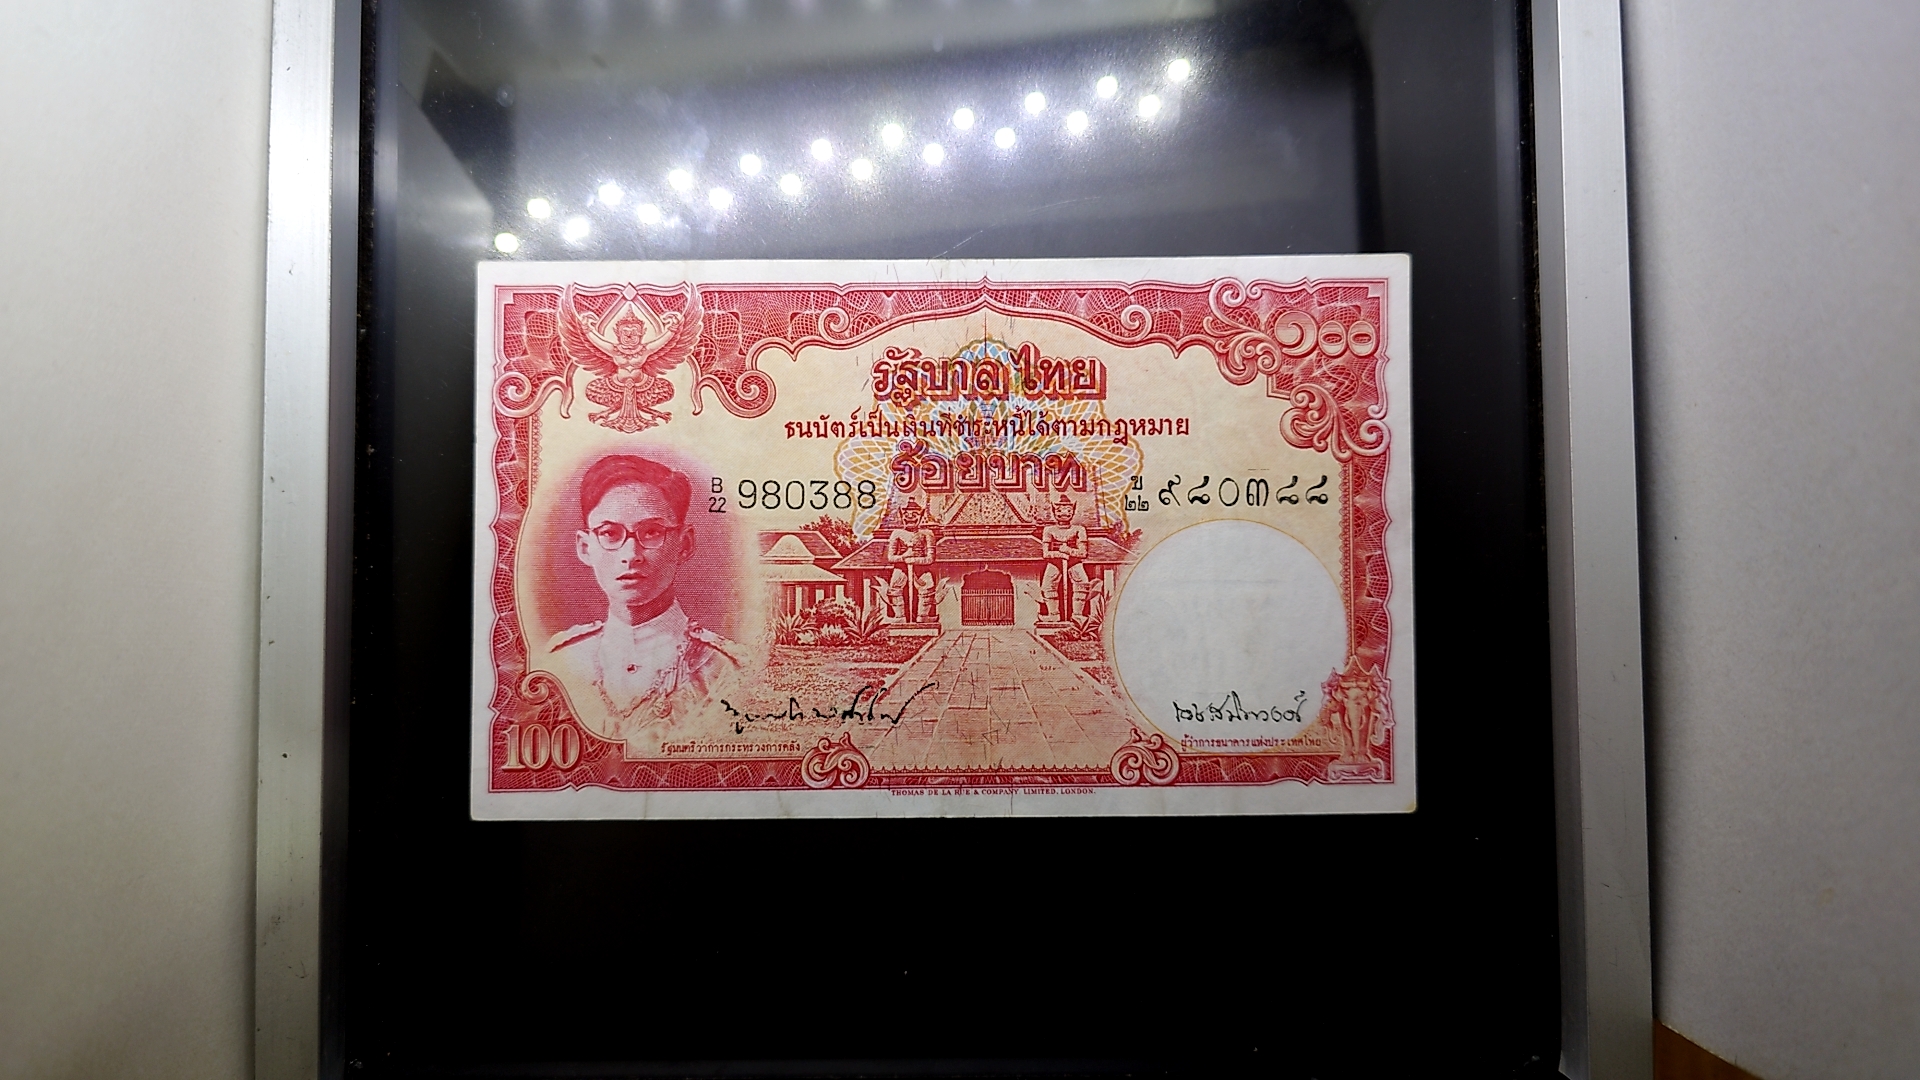 ๑๐๐
รัฐบาลไทย
ธนบัตร์เป็นเงินที่ชำระหนี้ได้ตามกฎหมาย
ร้อยบาท
B
22 980388
ข
๒๒ ๙๘๐๓๘๘
รัฐมนตรีว่าการกระทรวงการคลัง
ผู้ว่าการธนาคารแห่งประเทศไทย
100
THOMAS DE LA RUE & COMPANY LIMITED. LONDON.